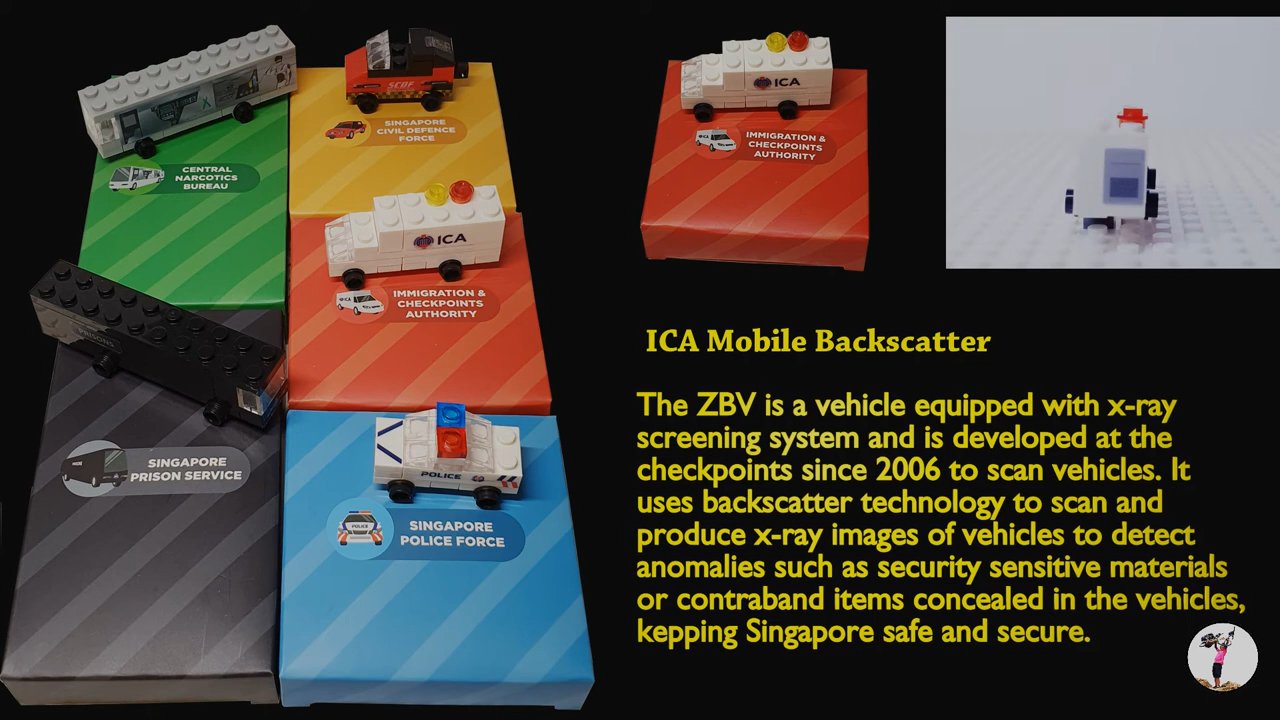 SCDF
SINGAPORE
CIVIL DEFENCE
FORCE
CENTRAL
NARCOTICS
BUREAU
ICA
IMMIGRATION &
CHECKPOINTS
AUTHORITY
PRISONS
SINGAPORE
PRISON SERVICE
POLICE
SINGAPORE
POLICE FORCE
POLICE
ICA
ICA
IMMIGRATION &
CHECKPOINTS
AUTHORITY
ICA
ICA Mobile Backscatter
The ZBV is a vehicle equipped with x-ray
screening system and is developed at the
checkpoints since 2006 to scan vehicles. It
uses backscatter technology to scan and
produce x-ray images of vehicles to detect
anomalies such as security sensitive materials
or contraband items concealed in the vehicles,
kepping Singapore safe and secure.